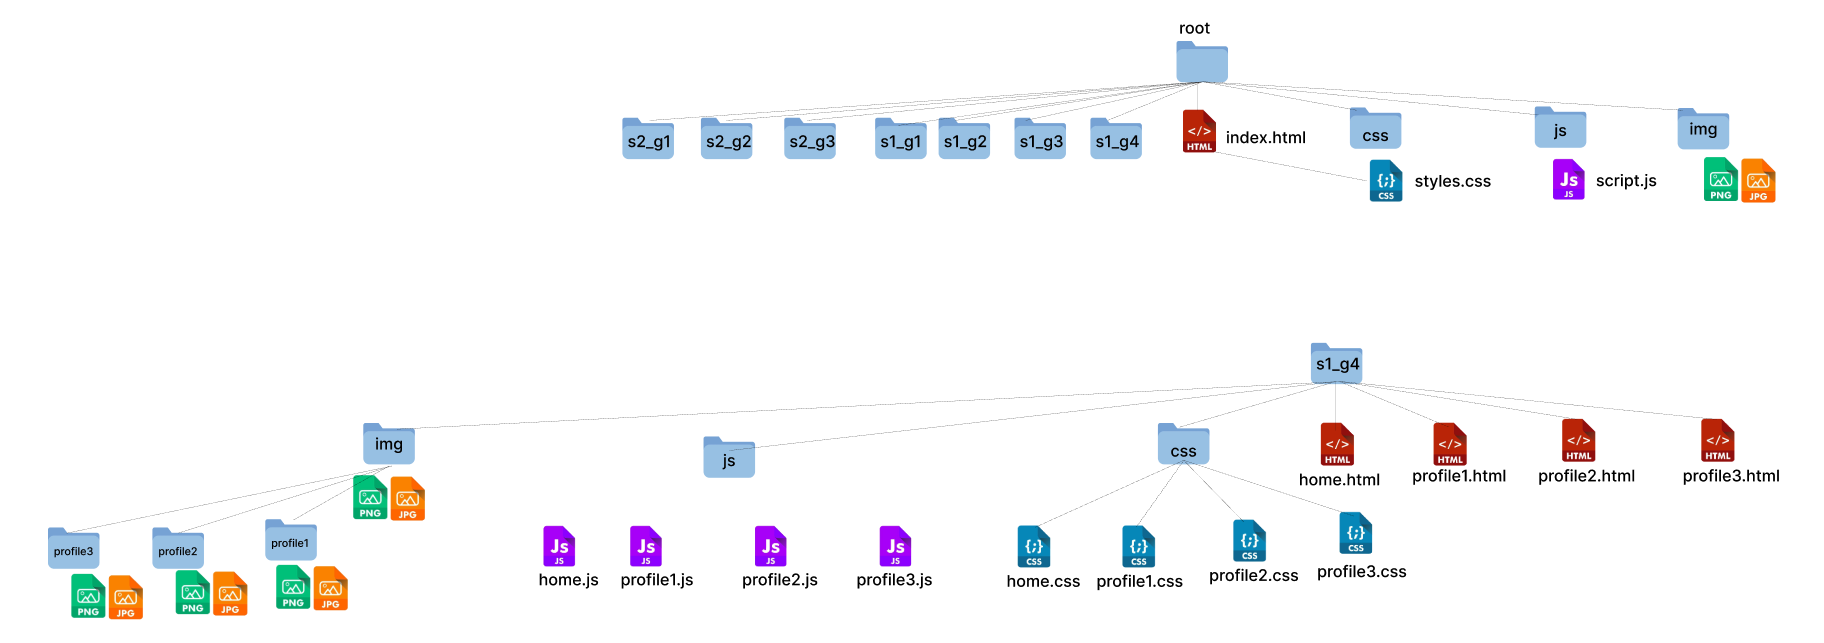 root
s2_g1
s2_g2
s2_g3
s1_g1
s1_g2
s1_g3
s1_g4
</>
HTML
index.html
css
js
img
{;}
CSS
styles.css
Js
JS
script.js
PNG
JPG
s1_g4
img
js
css
</>
HTML
home.html
</>
HTML
profile1.html
</>
HTML
profile2.html
</>
HTML
profile3.html
PNG
JPG
profile3
profile2
profile1
PNG
JPG
PNG
JPG
PNG
JPG
Js
JS
home.js
Js
JS
profile1.js
Js
JS
profile2.js
Js
JS
profile3.js
{;}
CSS
home.css
{;}
CSS
profile1.css
{;}
CSS
profile2.css
{;}
CSS
profile3.css